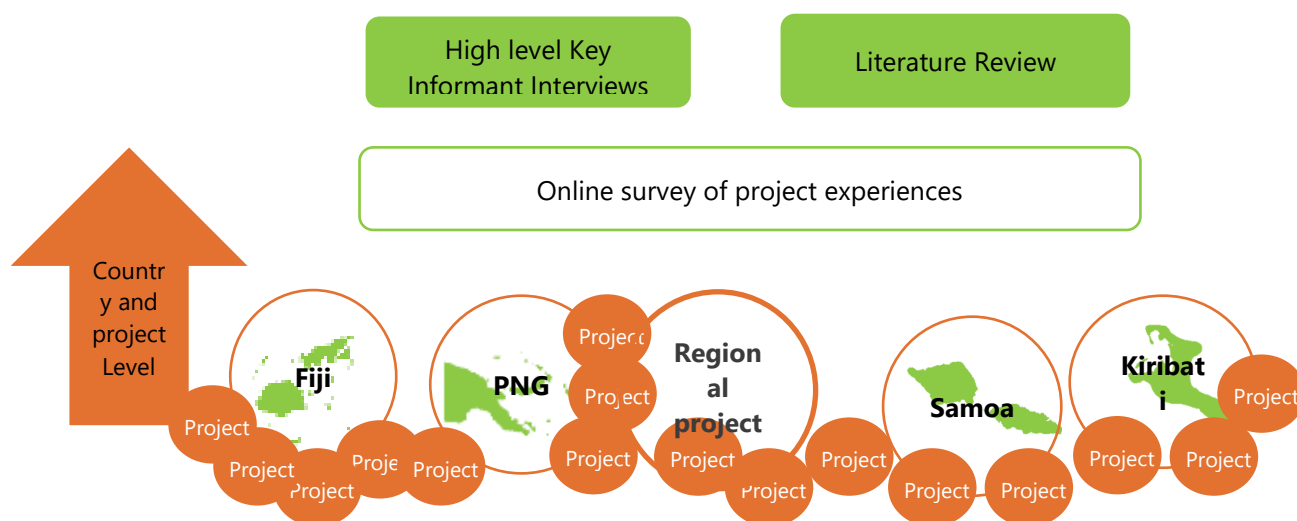 High level Key
Informant Interviews
Literature Review
Online survey of project experiences
Countr
y and
project
Level
Fiji
PNG
Region
al
project
Samoa
Kiribat
i
Project
Project
Project
Proje
Project
Project
Project
Project
Project
Project
Project
Project
Project
Project
Project
Project